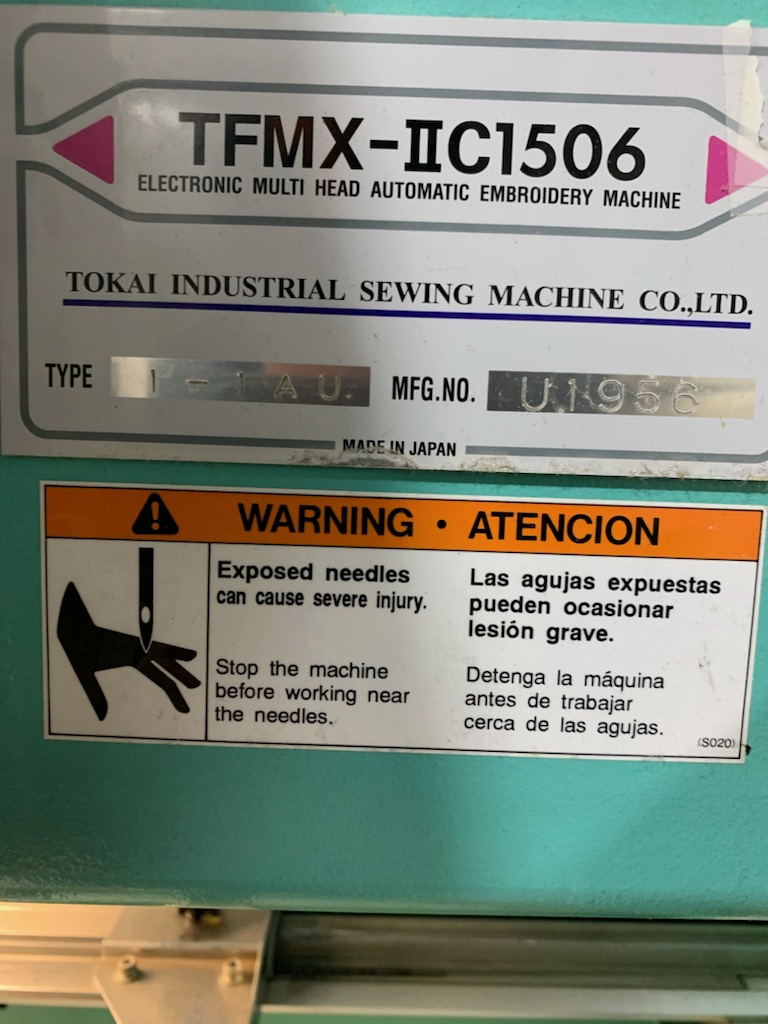 TFMX-IIC1506
ELECTRONIC MULTI HEAD AUTOMATIC EMBROIDERY MACHINE
TOKAI INDUSTRIAL SEWING MACHINE CO.,LTD.
TYPE 1-1AU MFG.NO. U1956
MADE IN JAPAN
WARNING · ATENCION
Exposed needles
can cause severe injury.
Stop the machine
before working near
the needles.
Las agujas expuestas
pueden ocasionar
lesión grave.
Detenga la máquina
antes de trabajar
cerca de las agujas.
(S020)